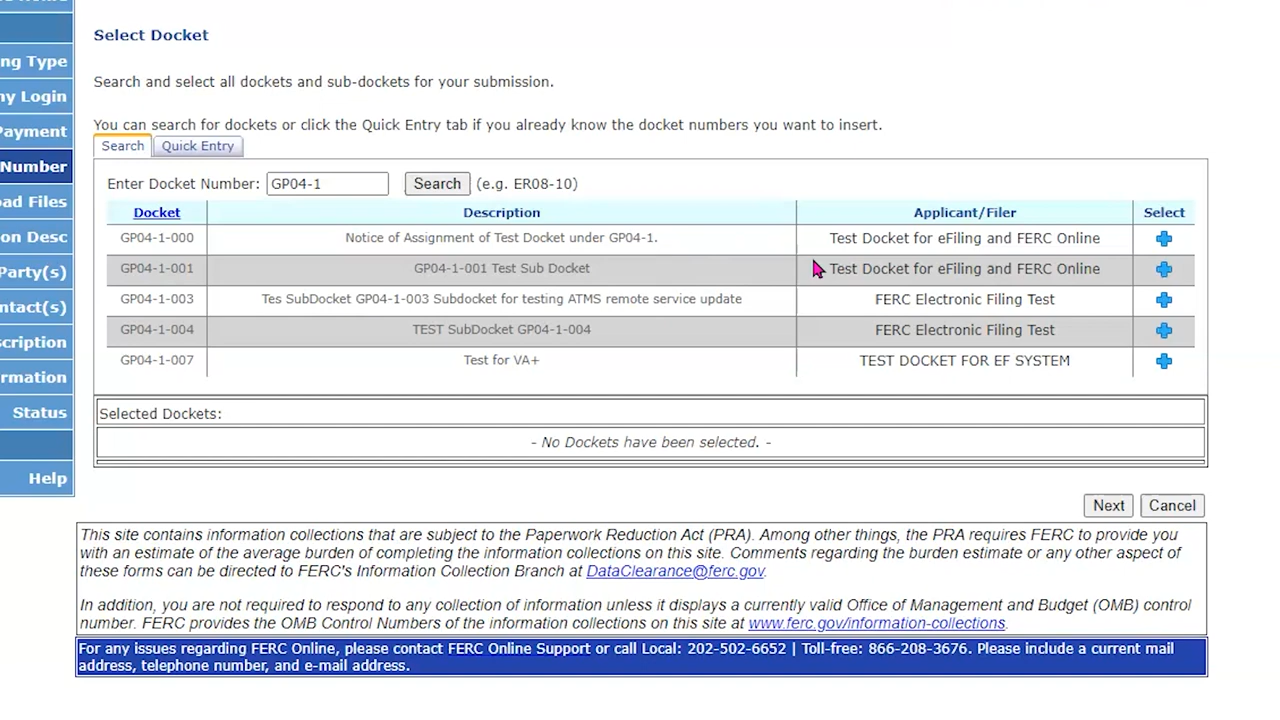 Select Docket
ng Type
ny Login
Payment
Number
ad Files
on Desc
Party(s)
ntact(s)
scription
rmation
Status
Help
Search and select all dockets and sub-dockets for your submission.
You can search for dockets or click the Quick Entry tab if you already know the docket numbers you want to insert.
Search Quick Entry
Enter Docket Number: GP04-1 Search (e.g. ER08-10)
Docket Description Applicant/Filer Select
GP04-1-000 Notice of Assignment of Test Docket under GP04-1. Test Docket for eFiling and FERC Online
GP04-1-001 GP04-1-001 Test Sub Docket Test Docket for eFiling and FERC Online
GP04-1-003 Tes SubDocket GP04-1-003 Subdocket for testing ATMS remote service update FERC Electronic Filing Test
GP04-1-004 TEST SubDocket GP04-1-004 FERC Electronic Filing Test
GP04-1-007 Test for VA+ TEST DOCKET FOR EF SYSTEM
Selected Dockets:
- No Dockets have been selected. -
Next Cancel
This site contains information collections that are subject to the Paperwork Reduction Act (PRA). Among other things, the PRA requires FERC to provide you
with an estimate of the average burden of completing the information collections on this site. Comments regarding the burden estimate or any other aspect of
these forms can be directed to FERC's Information Collection Branch at DataClearance@ferc.gov.
In addition, you are not required to respond to any collection of information unless it displays a currently valid Office of Management and Budget (OMB) control
number. FERC provides the OMB Control Numbers of the information collections on this site at www.ferc.gov/information-collections.
For any issues regarding FERC Online, please contact FERC Online Support or call Local: 202-502-6652 | Toll-free: 866-208-3676. Please include a current mail
address, telephone number, and e-mail address.